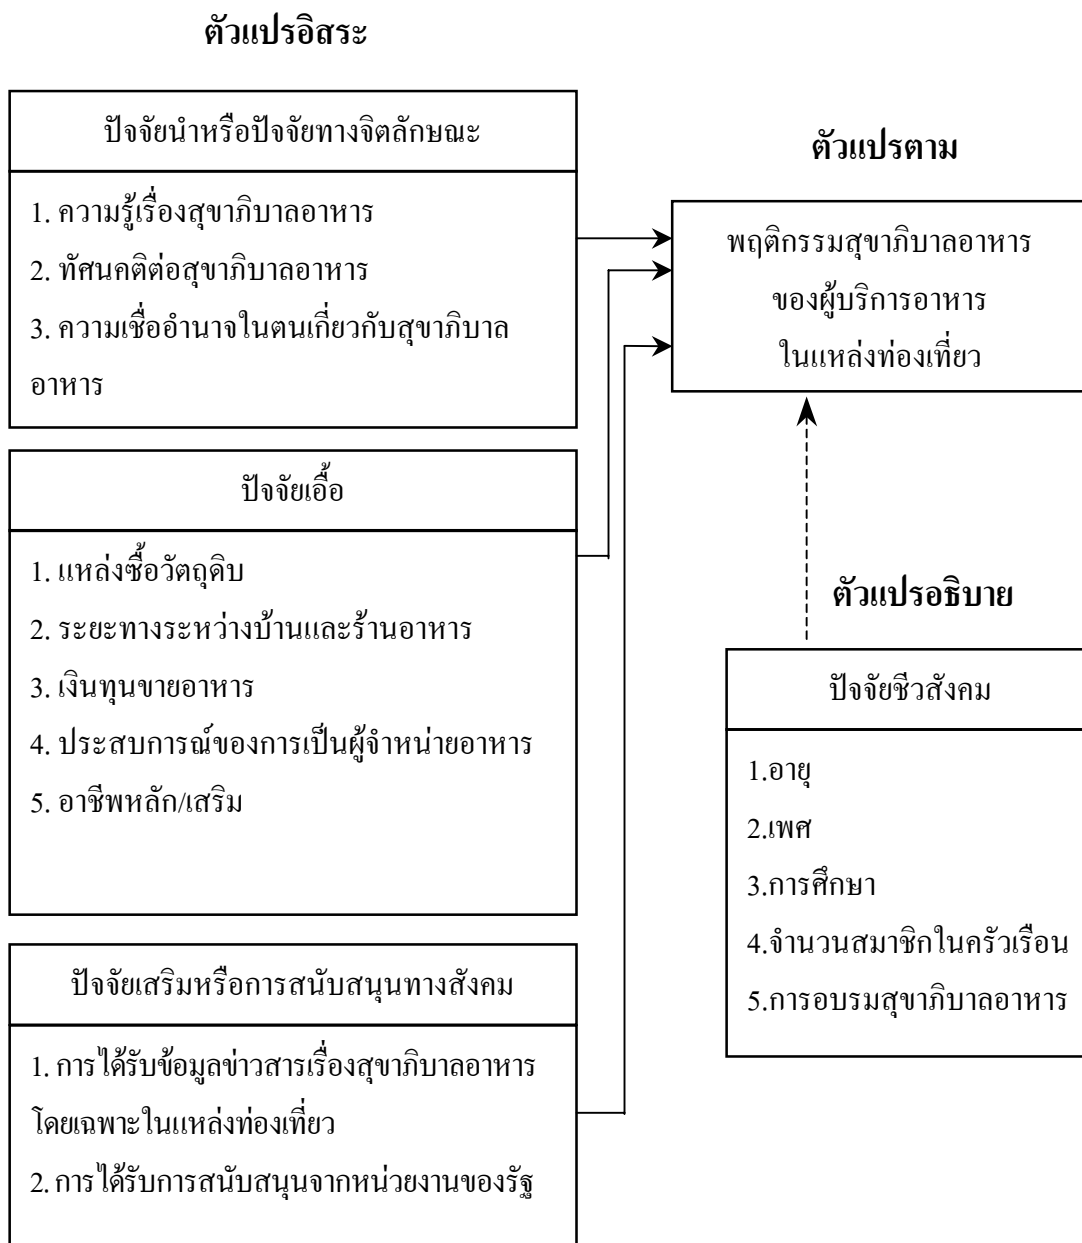 ตัวแปรอิสระ
ปัจจัยนำหรือปัจจัยทางจิตลักษณะ
1. ความรู้เรื่องสุขาภิบาลอาหาร
2. ทัศนคติต่อสุขาภิบาลอาหาร
3. ความเชื่ออำนาจในตนเกี่ยวกับสุขาภิบาล
อาหาร
ปัจจัยเอื้อ
1. แหล่งซื้อวัตถุดิบ
2. ระยะทางระหว่างบ้านและร้านอาหาร
3. เงินทุนขายอาหาร
4. ประสบการณ์ของการเป็นผู้จำหน่ายอาหาร
5. อาชีพหลัก/เสริม
ปัจจัยเสริมหรือการสนับสนุนทางสังคม
1. การได้รับข้อมูลข่าวสารเรื่องสุขาภิบาลอาหาร
โดยเฉพาะในแหล่งท่องเที่ยว
2. การได้รับการสนับสนุนจากหน่วยงานของรัฐ
ตัวแปรตาม
พฤติกรรมสุขาภิบาลอาหาร
ของผู้บริการอาหาร
ในแหล่งท่องเที่ยว
ตัวแปรอธิบาย
ปัจจัยชีวสังคม
1.อายุ
2.เพศ
3.การศึกษา
4.จำนวนสมาชิกในครัวเรือน
5.การอบรมสุขาภิบาลอาหาร